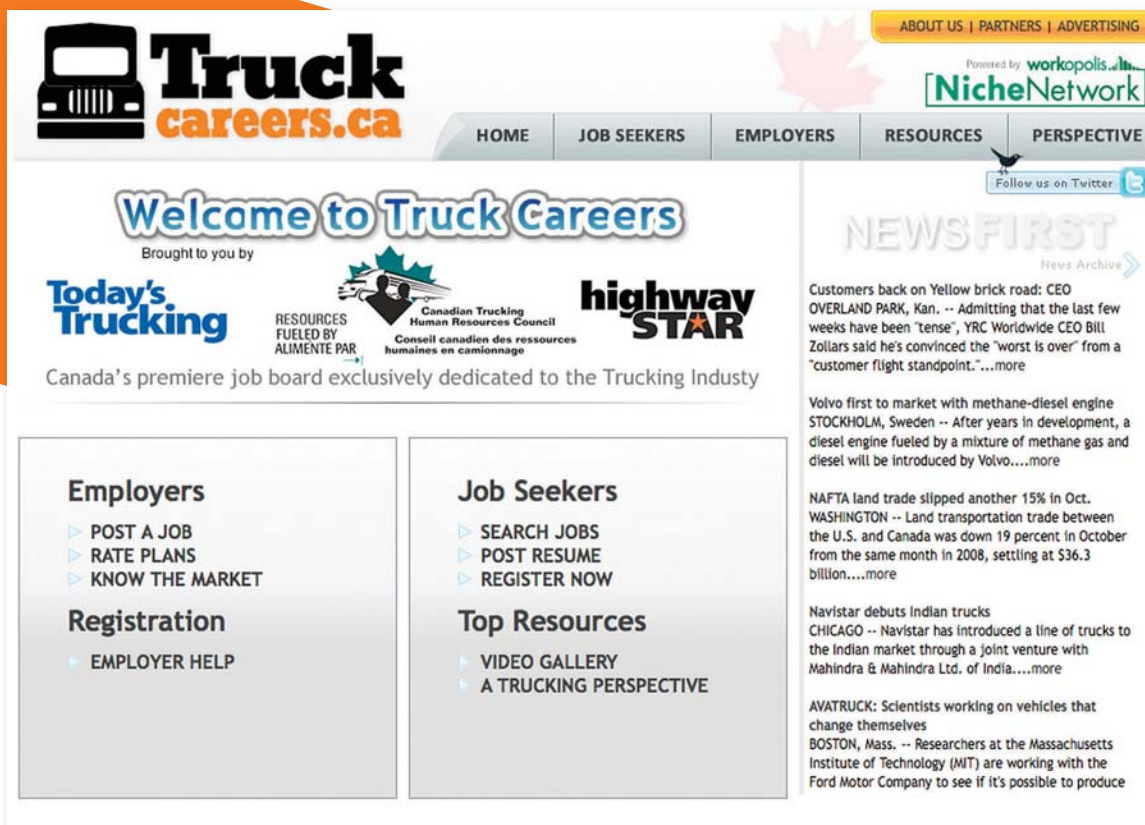 Truck
careers.ca
ABOUT US | PARTNERS | ADVERTISING
Powered by workopolis
[NicheNetwork
HOME JOB SEEKERS EMPLOYERS RESOURCES PERSPECTIVE
Follow us on Twitter
Welcome to Truck Careers
Brought to you by
Today's
Trucking
RESOURCES
FUELED BY
ALIMENTE PAR
Canadian Trucking
Human Resources Council
Conseil canadien des ressources
humaines en camionnage
highway
STAR
Canada's premiere job board exclusively dedicated to the Trucking Industy
Employers
POST A JOB
RATE PLANS
KNOW THE MARKET
Registration
EMPLOYER HELP
Job Seekers
SEARCH JOBS
POST RESUME
REGISTER NOW
Top Resources
VIDEO GALLERY
A TRUCKING PERSPECTIVE
NEWSFIRST
News Archive
Customers back on Yellow brick road: CEO
OVERLAND PARK, Kan. -- Admitting that the last few
weeks have been "tense", YRC Worldwide CEO Bill
Zollars said he's convinced the "worst is over" from a
"customer flight standpoint."...more
Volvo first to market with methane-diesel engine
STOCKHOLM, Sweden -- After years in development, a
diesel engine fueled by a mixture of methane gas and
diesel will be introduced by Volvo....more
NAFTA land trade slipped another 15% in Oct.
WASHINGTON -- Land transportation trade between
the U.S. and Canada was down 19 percent in October
from the same month in 2008, settling at $36.3
billion....more
Navistar debuts Indian trucks
CHICAGO -- Navistar has introduced a line of trucks to
the Indian market through a joint venture with
Mahindra & Mahindra Ltd. of India....more
AVATRUCK: Scientists working on vehicles that
change themselves
BOSTON, Mass. -- Researchers at the Massachusetts
Institute of Technology (MIT) are working with the
Ford Motor Company to see if it's possible to produce